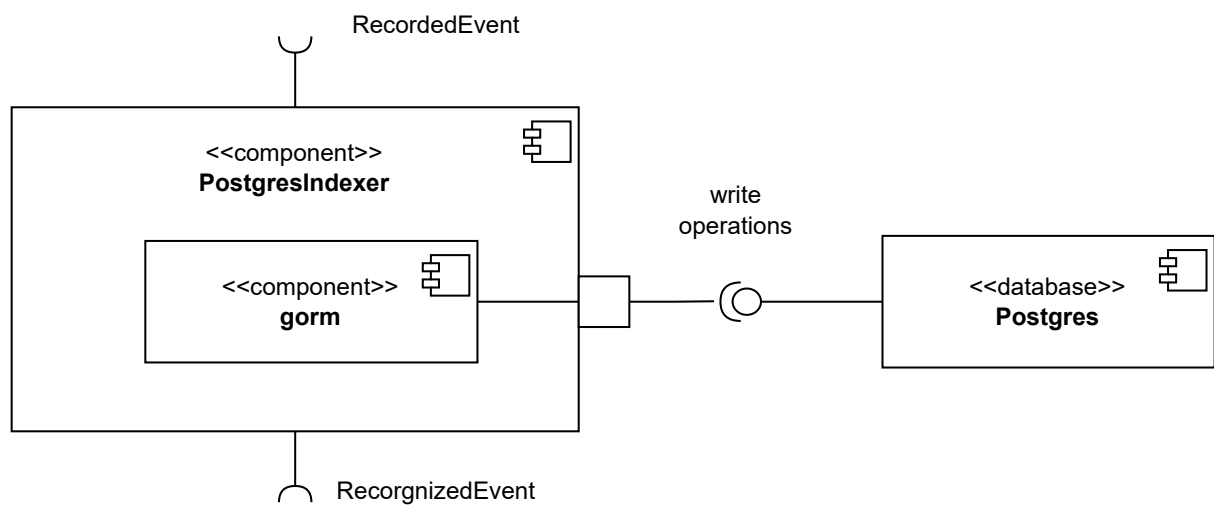 RecordedEvent
<<component>>
PostgresIndexer
write
operations
<<component>>
gorm
<<database>>
Postgres
RecorgnizedEvent